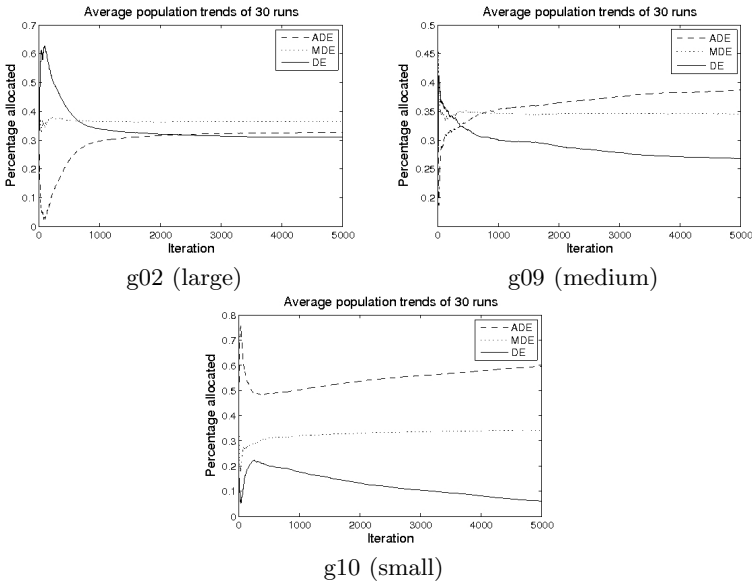 Average population trends of 30 runs
Percentage allocated
0.7
0.6
0.5
0.4
0.3
0.2
0.1
0
ADE
MDE
DE
0 1000 2000 3000 4000 5000
Iteration
g02 (large)
Average population trends of 30 runs
Percentage allocated
0.5
0.45
0.4
0.35
0.3
0.25
0.2
ADE
MDE
DE
0 1000 2000 3000 4000 5000
Iteration
g09 (medium)
Average population trends of 30 runs
Percentage allocated
0.8
0.7
0.6
0.5
0.4
0.3
0.2
0.1
0
ADE
MDE
DE
0 1000 2000 3000 4000 5000
Iteration
g10 (small)